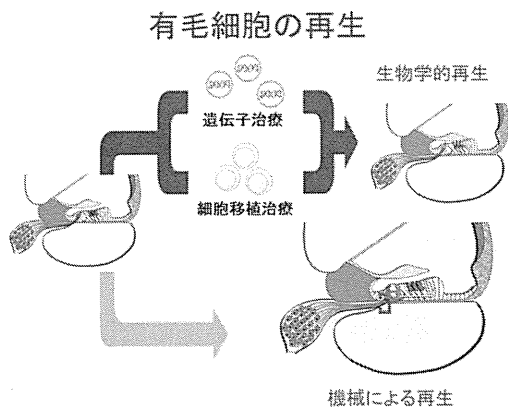 有毛細胞の再生
生物学的再生
遺伝子治療
細胞移植治療
機械による再生